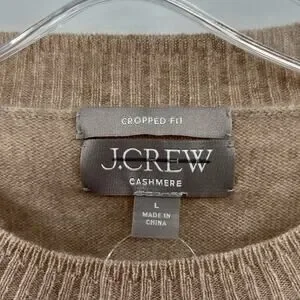 CROPPED FIT
J.CREW
CASHMERE
L
MADE IN
CHINA